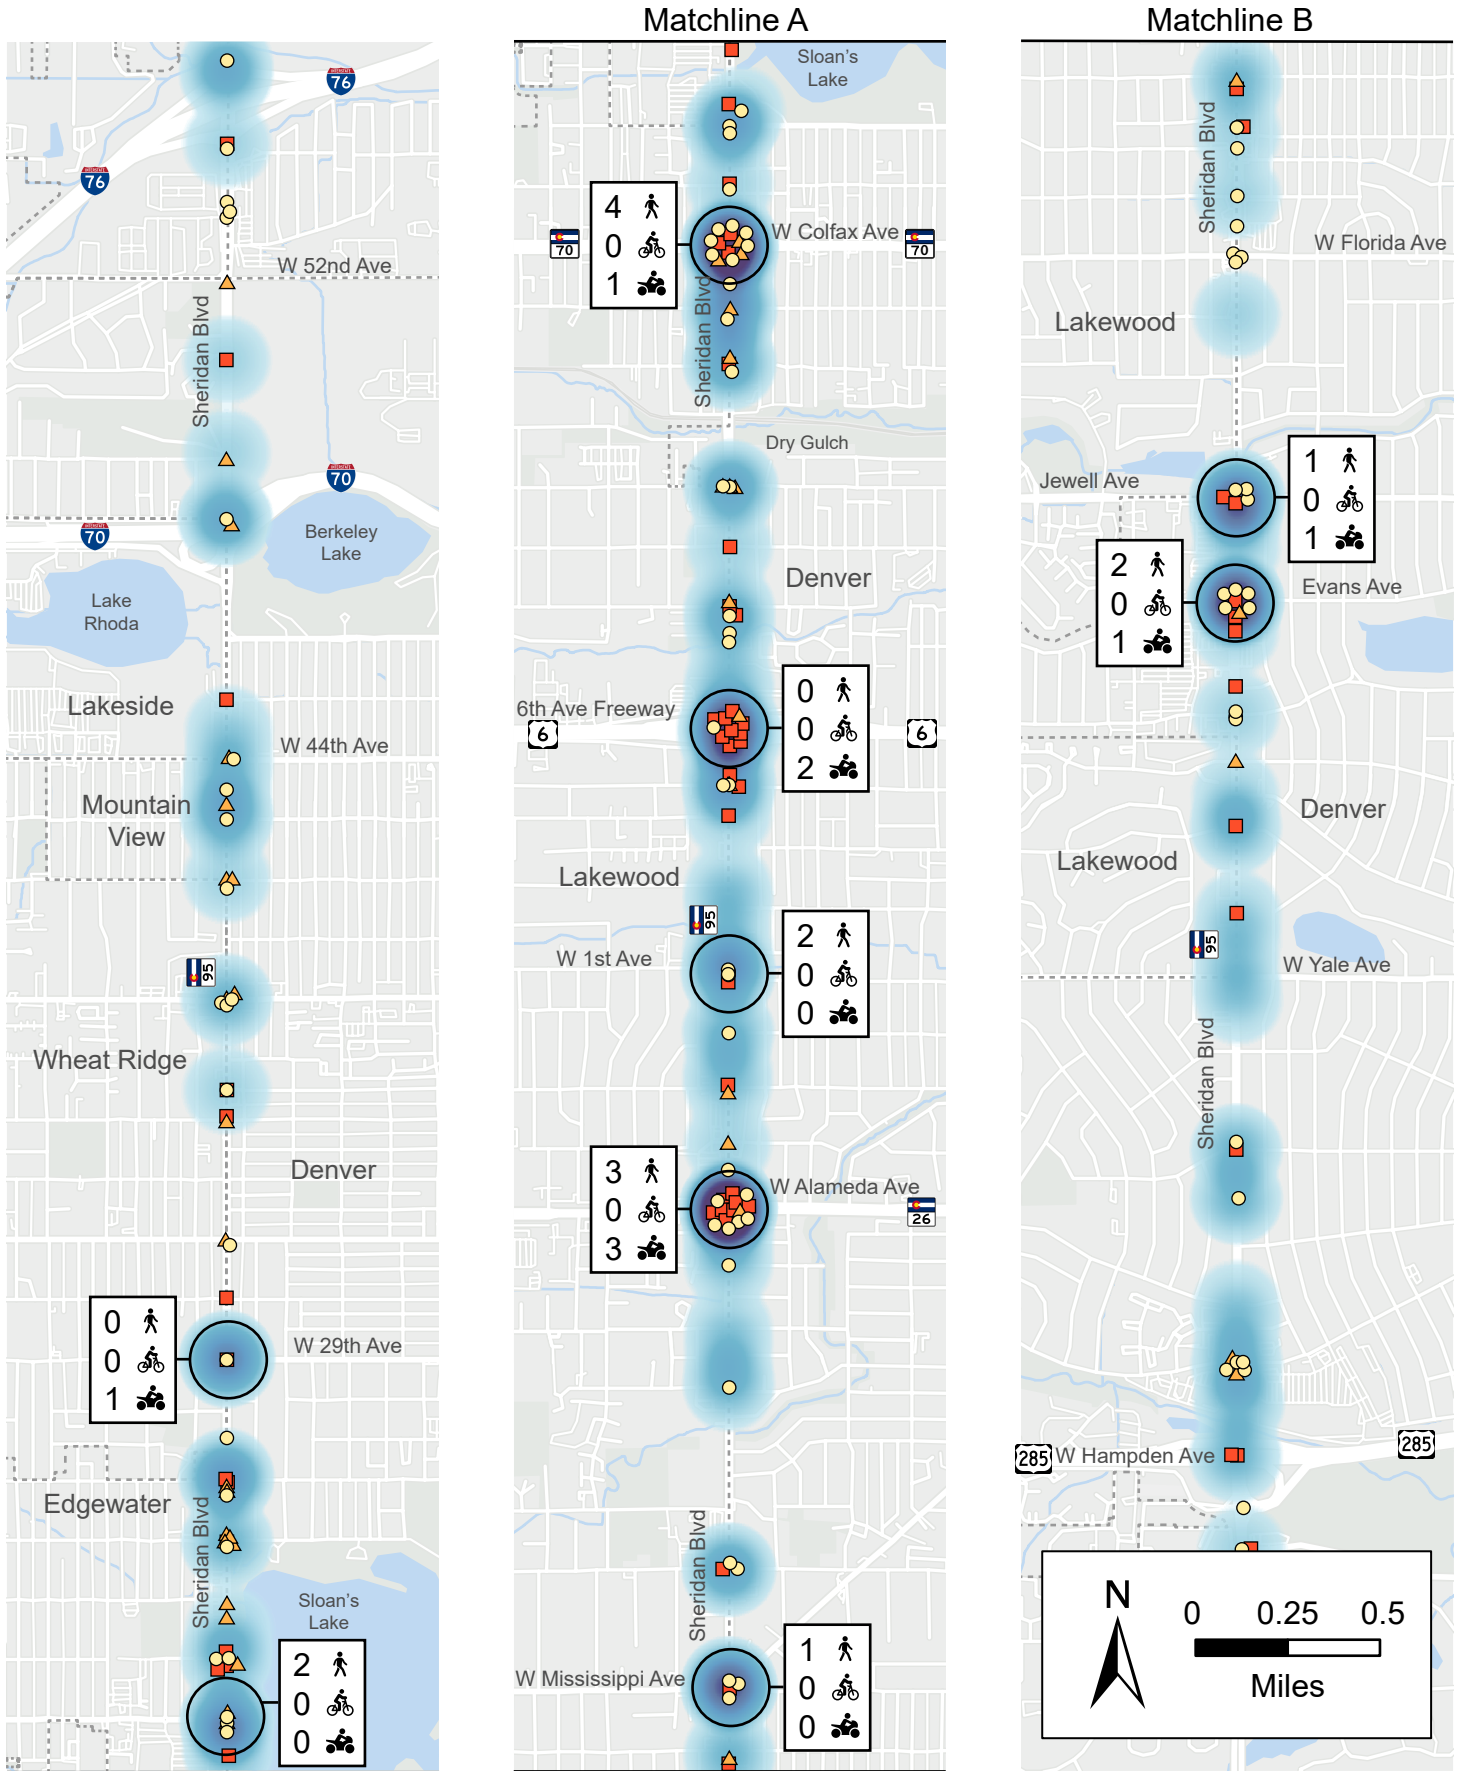 Matchline A
Matchline B
76
76
W 52nd Ave
Sheridan Blvd
70
70
Berkeley
Lake
Lake
Rhoda
Lakeside
W 44th Ave
Mountain
View
95
Wheat Ridge
Denver
0
0
1
W 29th Ave
Edgewater
Sheridan Blvd
Sloan's
Lake
2
0
0
Sloan's
Lake
4
0
1
70
W Colfax Ave
70
Sheridan Blvd
Dry Gulch
Denver
6th Ave Freeway
6
0
0
2
6
Lakewood
95
W 1st Ave
2
0
0
3
0
3
W Alameda Ave
26
Sheridan Blvd
W Mississippi Ave
1
0
0
Sheridan Blvd
W Florida Ave
Lakewood
Jewell Ave
1
0
1
2
0
1
Evans Ave
Denver
Lakewood
95
W Yale Ave
Sheridan Blvd
285
W Hampden Ave
285
N
0 0.25 0.5
Miles